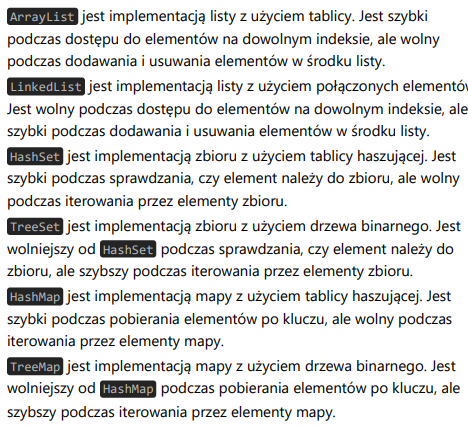 ArrayList jest implementacją listy z użyciem tablicy. Jest szybki
podczas dostępu do elementów na dowolnym indeksie, ale wolny
podczas dodawania i usuwania elementów w środku listy.
LinkedList jest implementacją listy z użyciem połączonych elementów
Jest wolny podczas dostępu do elementów na dowolnym indeksie, ale
szybki podczas dodawania i usuwania elementów w środku listy.
HashSet jest implementacją zbioru z użyciem tablicy haszującej. Jest
szybki podczas sprawdzania, czy element należy do zbioru, ale wolny
podczas iterowania przez elementy zbioru.
TreeSet jest implementacją zbioru z użyciem drzewa binarnego. Jest
wolniejszy od HashSet podczas sprawdzania, czy element należy do
zbioru, ale szybszy podczas iterowania przez elementy zbioru.
HashMap jest implementacją mapy z użyciem tablicy haszującej. Jest
szybki podczas pobierania elementów po kluczu, ale wolny podczas
iterowania przez elementy mapy.
TreeMap jest implementacją mapy z użyciem drzewa binarnego. Jest
wolniejszy od HashMap podczas pobierania elementów po kluczu, ale
szybszy podczas iterowania przez elementy mapy.